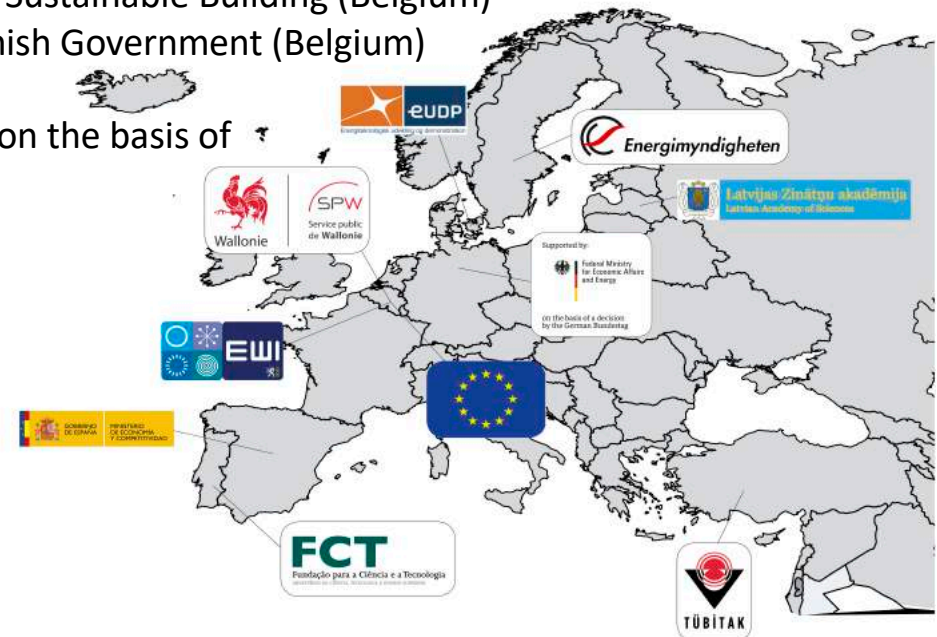 Sustainable Building (Belgium)
nish Government (Belgium)
on the basis of
EUDP
Energimyndigheten
Latvijas Zinātņu akadēmija
Latvian Academy of Sciences
Wallonie
SPW
Service public
de Wallonie
Supported by:
Federal Ministry
for Economic Affairs
and Energy
on the basis of a decision
by the German Bundestag
EWI
GOBIERNO
DE ESPAÑA
MINISTERIO
DE ECONOMÍA
Y COMPETITIVIDAD
FCT
Fundação para a Ciência e a Tecnologia
TÜBİTAK